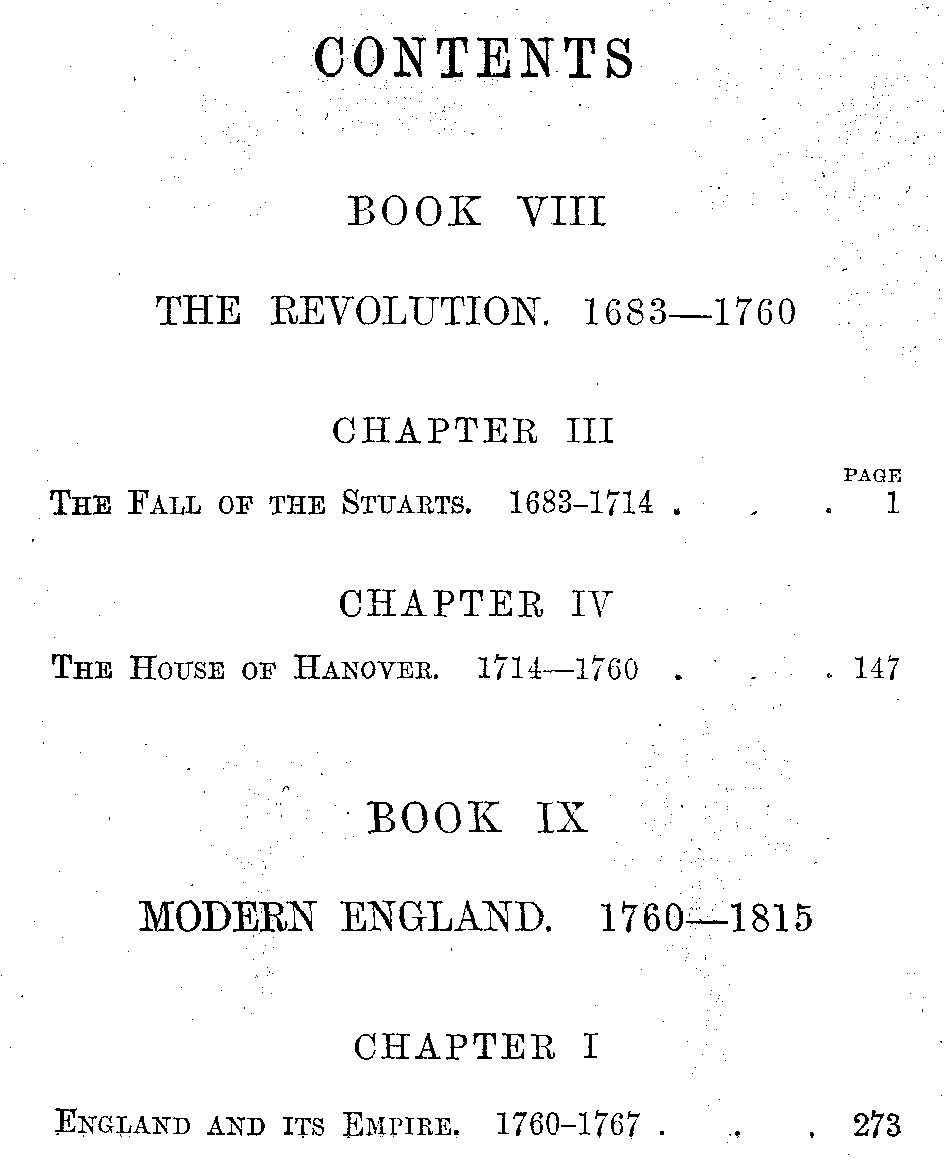 CONTENTS
BOOK VIII
THE REVOLUTION. 1683—1760
CHAPTER III
PAGE
THE FALL OF THE STUARTS. 1683–1714 . . . 1
CHAPTER IV
THE HOUSE OF HANOVER. 1714—1760 . . . 147
BOOK IX
MODERN ENGLAND. 1760—1815
CHAPTER I
ENGLAND AND ITS EMPIRE. 1760–1767 . . . 273